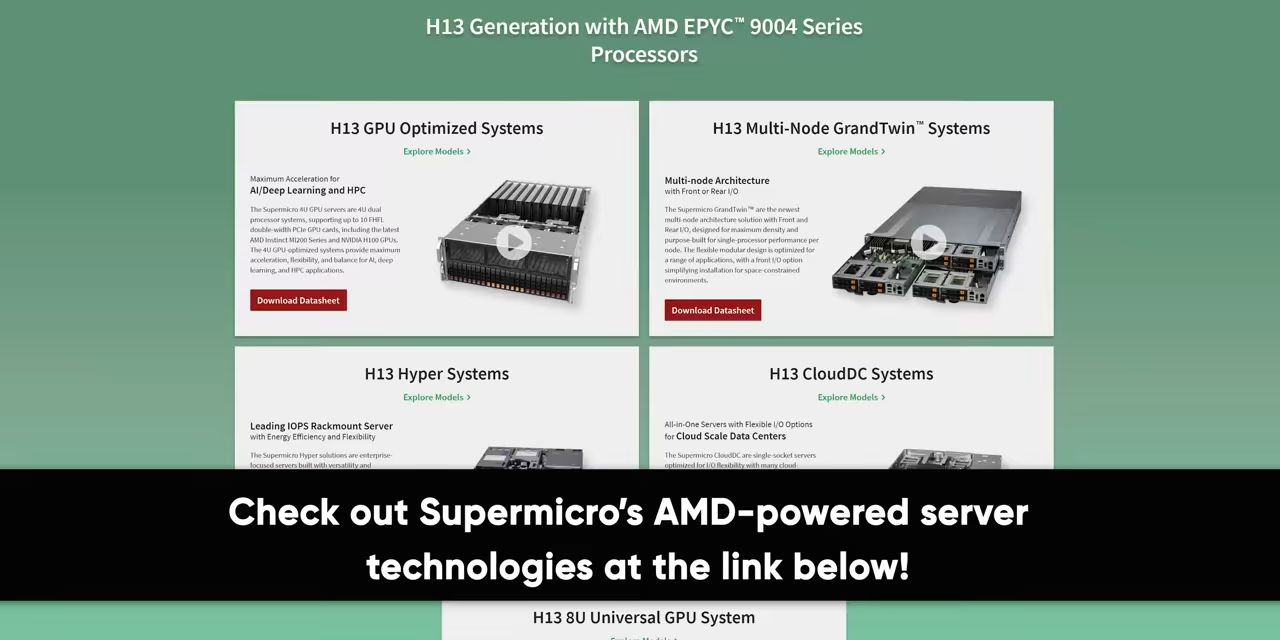 H13 Generation with AMD EPYC™ 9004 Series
Processors
H13 GPU Optimized Systems
Explore Models >
Maximum Acceleration for
AI/Deep Learning and HPC
The Supermicro 4U GPU servers are 4U dual
processor systems, supporting up to 10 FHFL
double-width PCIe GPU cards, including the latest
AMD Instinct MI200 Series and NVIDIA H100 GPUs.
The 4U GPU-optimized systems provide maximum
acceleration, flexibility, and balance for AI, deep
learning, and HPC applications.
Download Datasheet
H13 Multi-Node GrandTwin™ Systems
Explore Models >
Multi-node Architecture
with Front or Rear I/O
The Supermicro GrandTwin™ are the newest
multi-node architecture solution with Front and
Rear I/O, designed for maximum density and
purpose-built for single-processor performance per
node. The flexible modular design is optimized for
a range of applications, with a front I/O option
simplifying installation for space-constrained
environments.
Download Datasheet
H13 Hyper Systems
Explore Models >
Leading IOPS Rackmount Server
with Energy Efficiency and Flexibility
The Supermicro Hyper solutions are enterprise-
focused servers built with versatility and
H13 CloudDC Systems
Explore Models >
All-in-One Servers with Flexible I/O Options
for Cloud Scale Data Centers
The Supermicro CloudDC are single-socket servers
optimized for I/O flexibility with many cloud
Check out Supermicro's AMD-powered server
technologies at the link below!
H13 8U Universal GPU System
Explore Models >